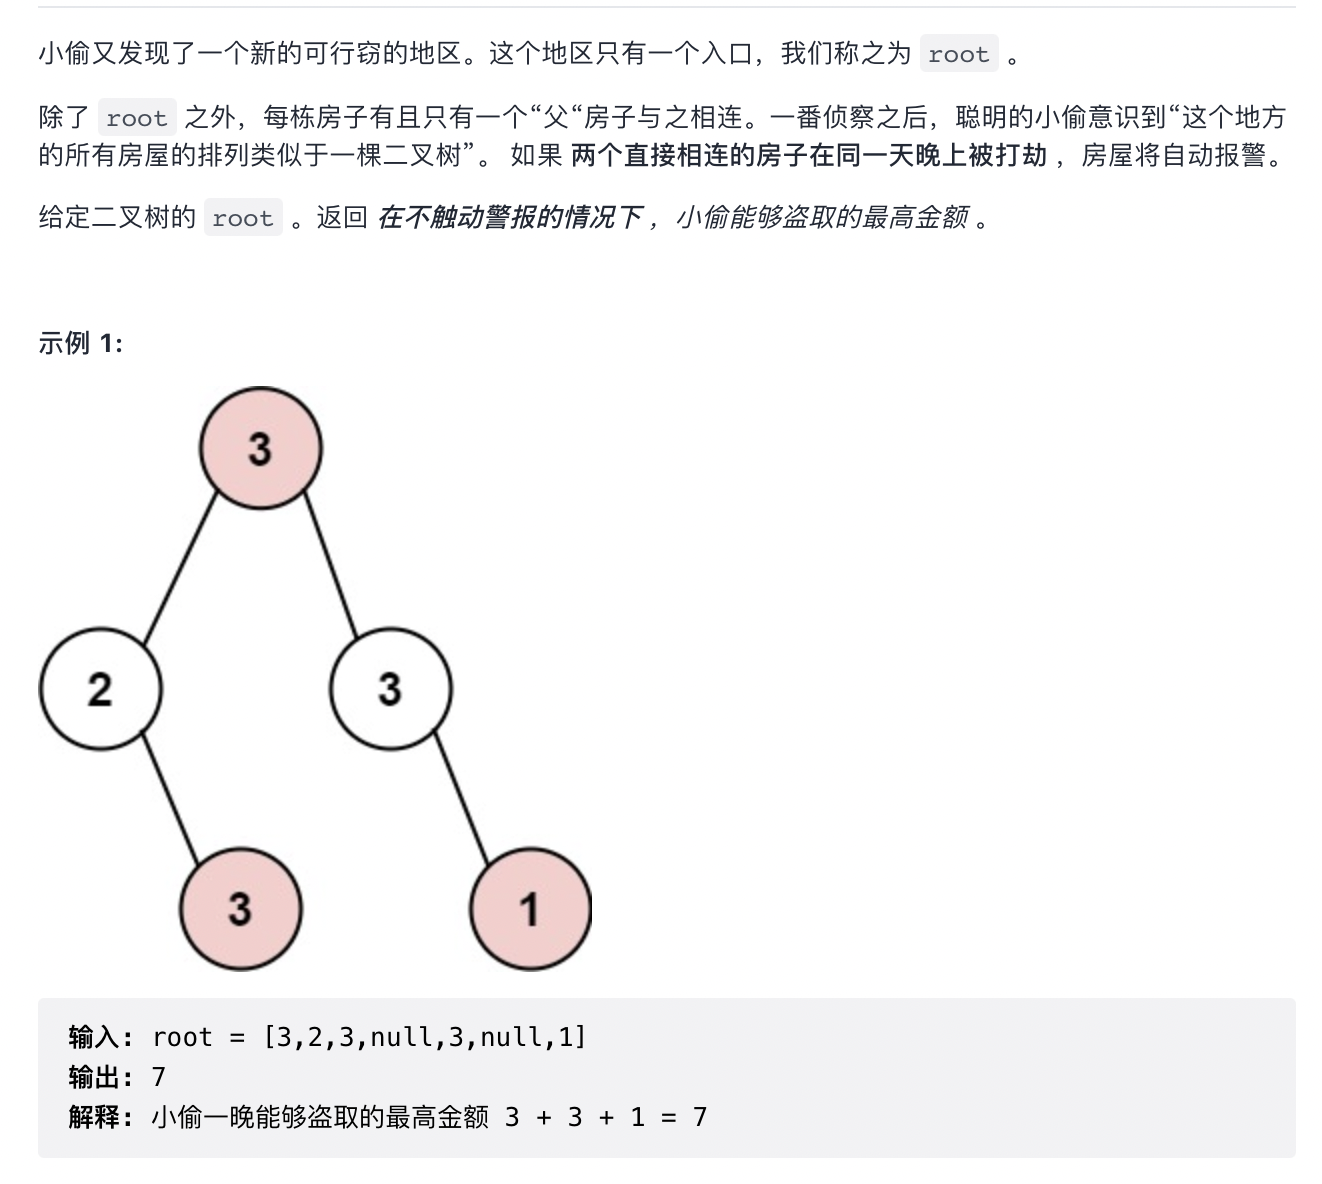 小偷又发现了一个新的可行窃的地区。这个地区只有一个入口，我们称之为 root 。
除了 root 之外，每栋房子有且只有一个“父“房子与之相连。一番侦察之后，聪明的小偷意识到“这个地方
的所有房屋的排列类似于一棵二叉树”。 如果 两个直接相连的房子在同一天晚上被打劫 ，房屋将自动报警。
给定二叉树的 root 。返回 在不触动警报的情况下 ，小偷能够盗取的最高金额 。
示例 1:
3
2
3
3
1
输入: root = [3,2,3,null,3,null,1]
输出: 7
解释: 小偷一晚能够盗取的最高金额 3 + 3 + 1 = 7